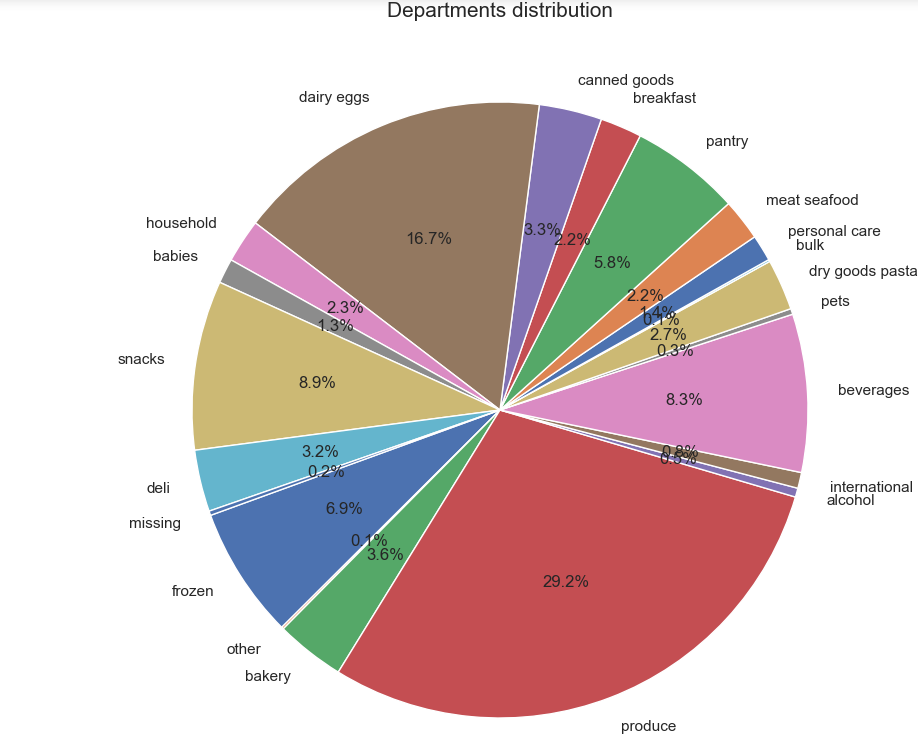 Departments distribution
canned goods
breakfast
dairy eggs
pantry
meat seafood
household
personal care
bulk
babies
dry goods pasta
pets
snacks
beverages
deli
international
alcohol
missing
frozen
other
bakery
produce
16.7%
3.3%
2.2%
5.8%
2.2%
1.4%
0.1%
2.7%
0.3%
2.3%
1.3%
8.9%
8.3%
3.2%
0.2%
0.8%
0.5%
6.9%
0.1%
3.6%
29.2%